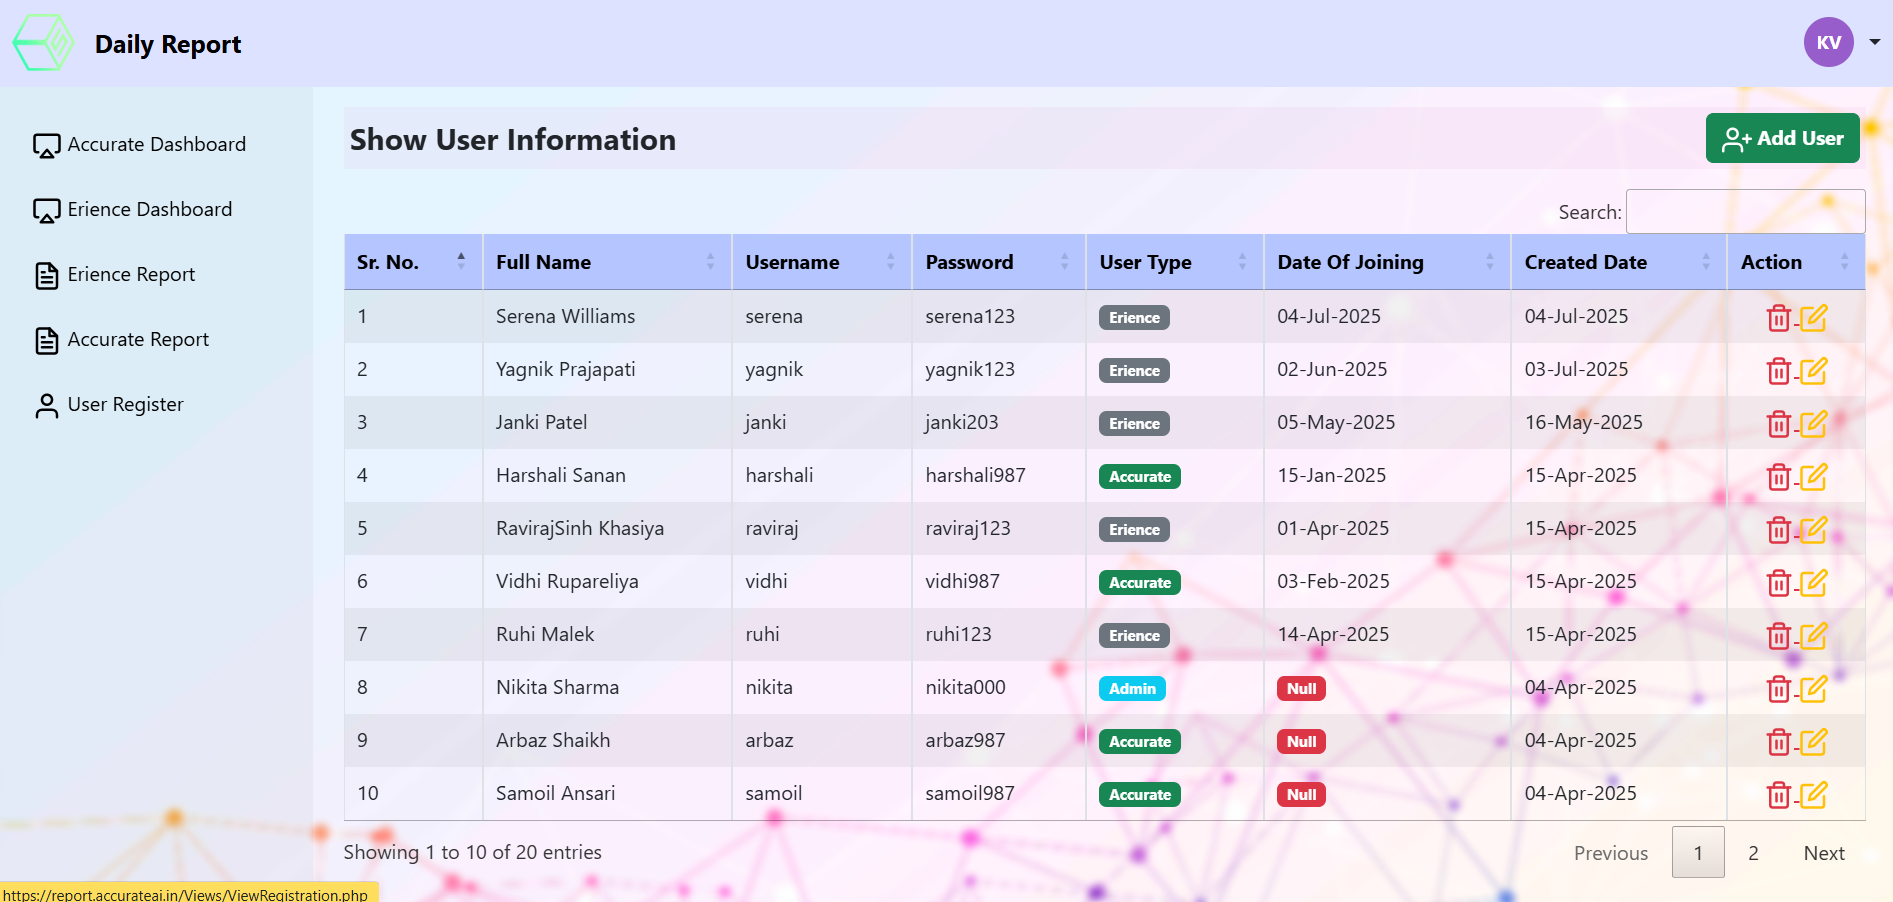 Daily Report
KV
Accurate Dashboard
Erience Dashboard
Erience Report
Accurate Report
User Register
Show User Information
Add User
Search:
Sr. No. Full Name Username Password User Type Date Of Joining Created Date Action
1 Serena Williams serena serena123 Erience 04-Jul-2025 04-Jul-2025
2 Yagnik Prajapati yagnik yagnik123 Erience 02-Jun-2025 03-Jul-2025
3 Janki Patel janki janki203 Erience 05-May-2025 16-May-2025
4 Harshali Sanan harshali harshali987 Accurate 15-Jan-2025 15-Apr-2025
5 RavirajSinh Khasiya raviraj raviraj123 Erience 01-Apr-2025 15-Apr-2025
6 Vidhi Rupareliya vidhi vidhi987 Accurate 03-Feb-2025 15-Apr-2025
7 Ruhi Malek ruhi ruhi123 Erience 14-Apr-2025 15-Apr-2025
8 Nikita Sharma nikita nikita000 Admin Null 04-Apr-2025
9 Arbaz Shaikh arbaz arbaz987 Accurate Null 04-Apr-2025
10 Samoil Ansari samoil samoil987 Accurate Null 04-Apr-2025
Showing 1 to 10 of 20 entries
Previous 1 2 Next
https://report.accurateai.in/Views/ViewRegistration.php